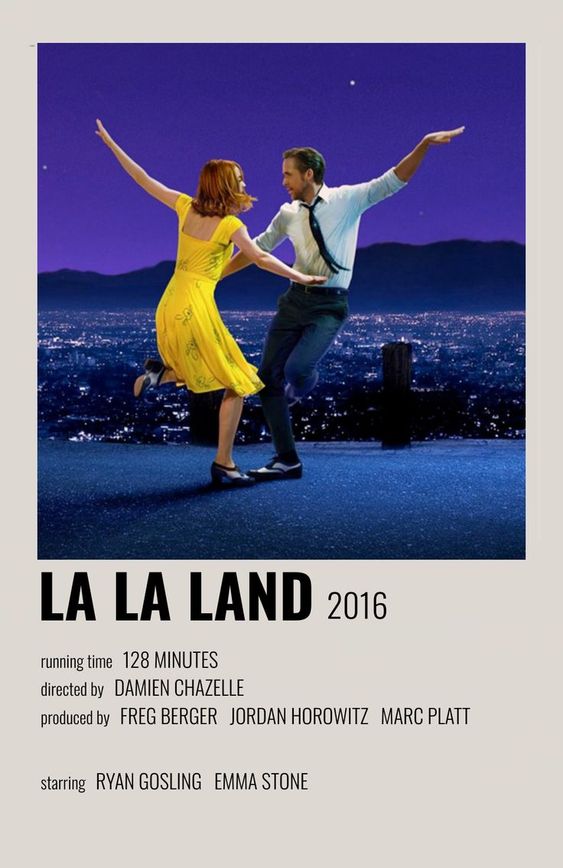 LA LA LAND 2016
running time 128 MINUTES
directed by DAMIEN CHAZELLE
produced by FREG BERGER JORDAN HOROWITZ MARC PLATT
starring RYAN GOSLING EMMA STONE